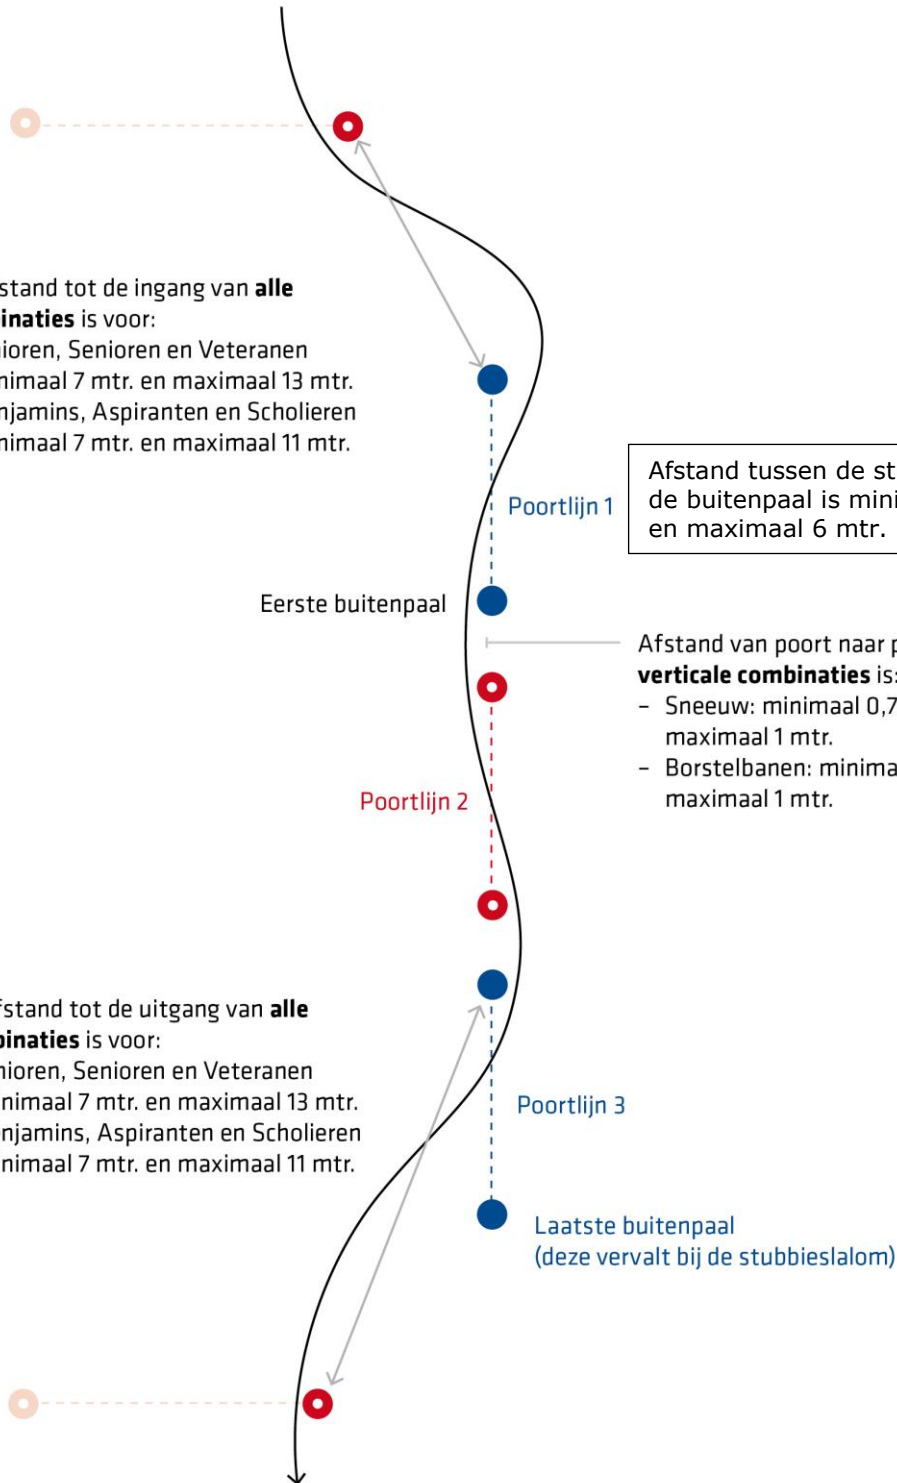 stand tot de ingang van alle
inaties is voor:
ioren, Senioren en Veteranen
nimaal 7 mtr. en maximaal 13 mtr.
njamins, Aspiranten en Scholieren
nimaal 7 mtr. en maximaal 11 mtr.
Poortlijn 1
Afstand tussen de st
de buitenpaal is mini
en maximaal 6 mtr.
Eerste buitenpaal
Afstand van poort naar p
verticale combinaties is:
– Sneeuw: minimaal 0,7
maximaal 1 mtr.
– Borstelbanen: minima
maximaal 1 mtr.
Poortlijn 2
fstand tot de uitgang van alle
binaties is voor:
nioren, Senioren en Veteranen
nimaal 7 mtr. en maximaal 13 mtr.
enjamins, Aspiranten en Scholieren
nimaal 7 mtr. en maximaal 11 mtr.
Poortlijn 3
Laatste buitenpaal
(deze vervalt bij de stubbieslalom)